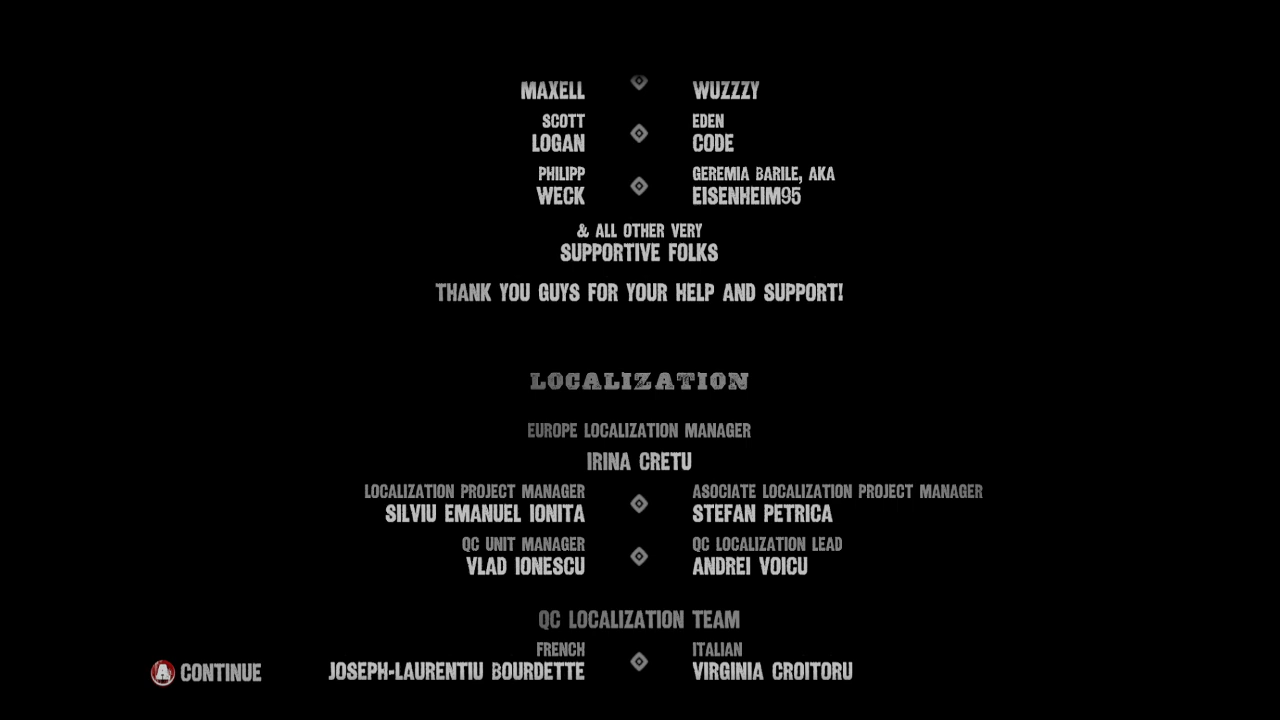 MAXELL WUZZZY
SCOTT EDEN
LOGAN CODE
PHILIPP GEREMIA BARILE, AKA
WECK EISENHEIM95
& ALL OTHER VERY
SUPPORTIVE FOLKS
THANK YOU GUYS FOR YOUR HELP AND SUPPORT!
LOCALIZATION
EUROPE LOCALIZATION MANAGER
IRINA CRETU
LOCALIZATION PROJECT MANAGER ASOCIATE LOCALIZATION PROJECT MANAGER
SILVIU EMANUEL IONITA STEFAN PETRICA
QC UNIT MANAGER QC LOCALIZATION LEAD
VLAD IONESCU ANDREI VOICU
QC LOCALIZATION TEAM
FRENCH ITALIAN
A CONTINUE JOSEPH-LAURENTIU BOURDETTE VIRGINIA CROITORU